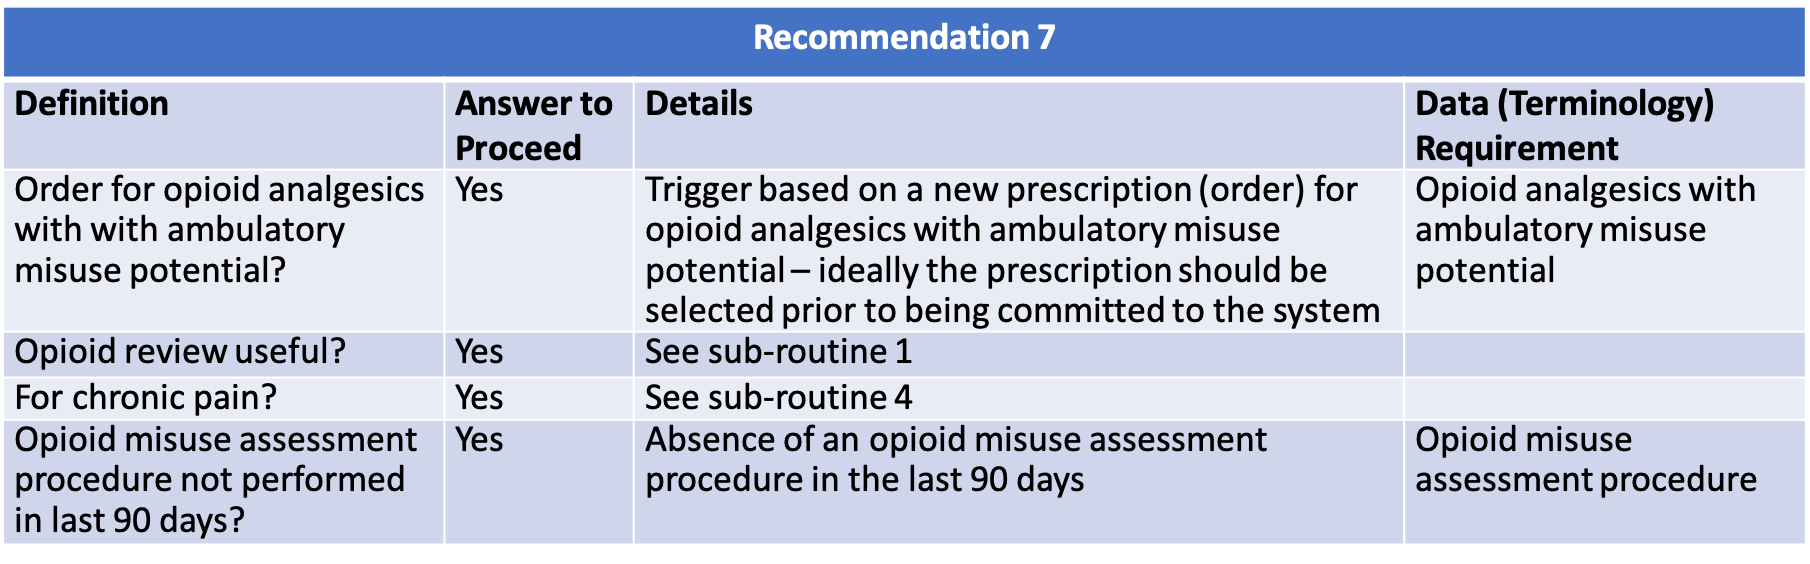 Recommendation 7
Definition
Answer to
Proceed
Details
Data (Terminology)
Requirement
Order for opioid analgesics
with with ambulatory
misuse potential?
Yes
Trigger based on a new prescription (order) for
opioid analgesics with ambulatory misuse
potential – ideally the prescription should be
selected prior to being committed to the system
Opioid analgesics with
ambulatory misuse
potential
Opioid review useful?
Yes
See sub-routine 1
For chronic pain?
Yes
See sub-routine 4
Opioid misuse assessment
procedure not performed
in last 90 days?
Yes
Absence of an opioid misuse assessment
procedure in the last 90 days
Opioid misuse
assessment procedure